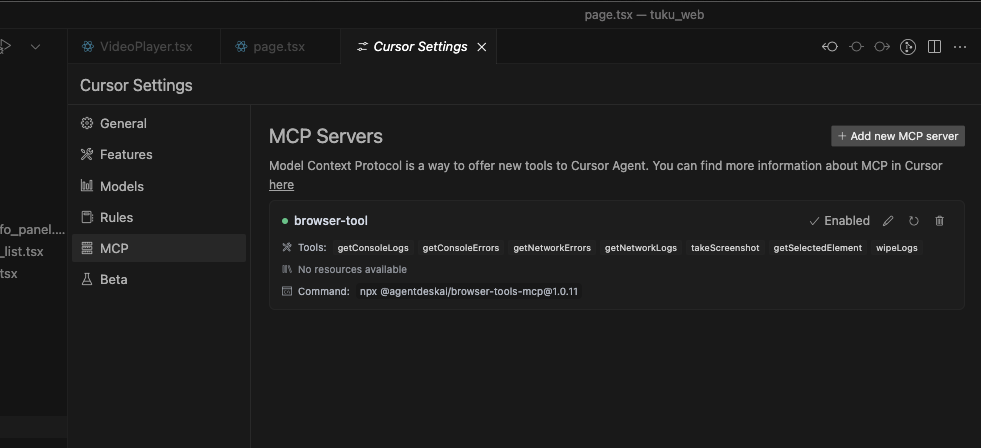 page.tsx — tuku_web
VideoPlayer.tsx
page.tsx
Cursor Settings
Cursor Settings
General
Features
Models
Rules
MCP
Beta
fo_panel....
_list.tsx
tsx
MCP Servers
+ Add new MCP server
Model Context Protocol is a way to offer new tools to Cursor Agent. You can find more information about MCP in Cursor
here
browser-tool
Enabled
Tools: getConsoleLogs getConsoleErrors getNetworkErrors getNetworkLogs takeScreenshot getSelectedElement wipeLogs
No resources available
Command: npx @agentdeskai/browser-tools-mcp@1.0.11